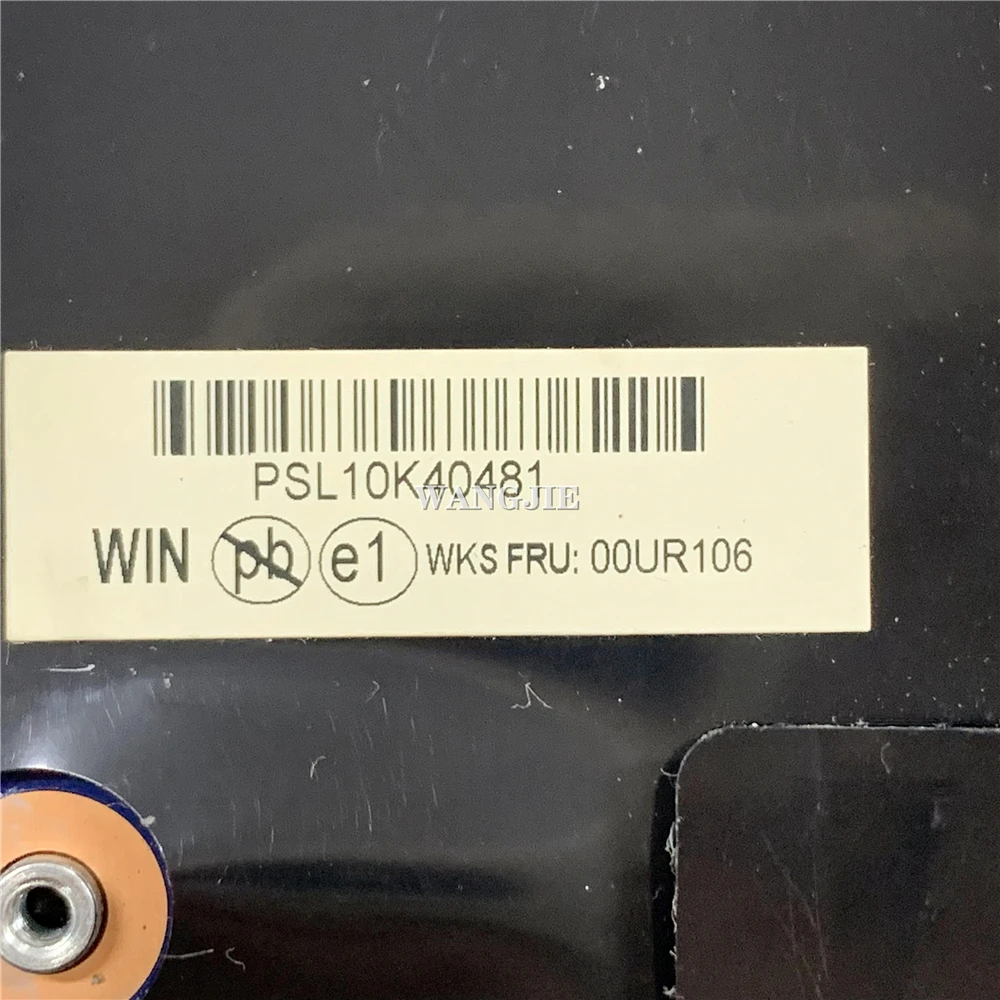 PSL10K40481
WANGJIE
WIN pb e1 WKS FRU: 00UR106